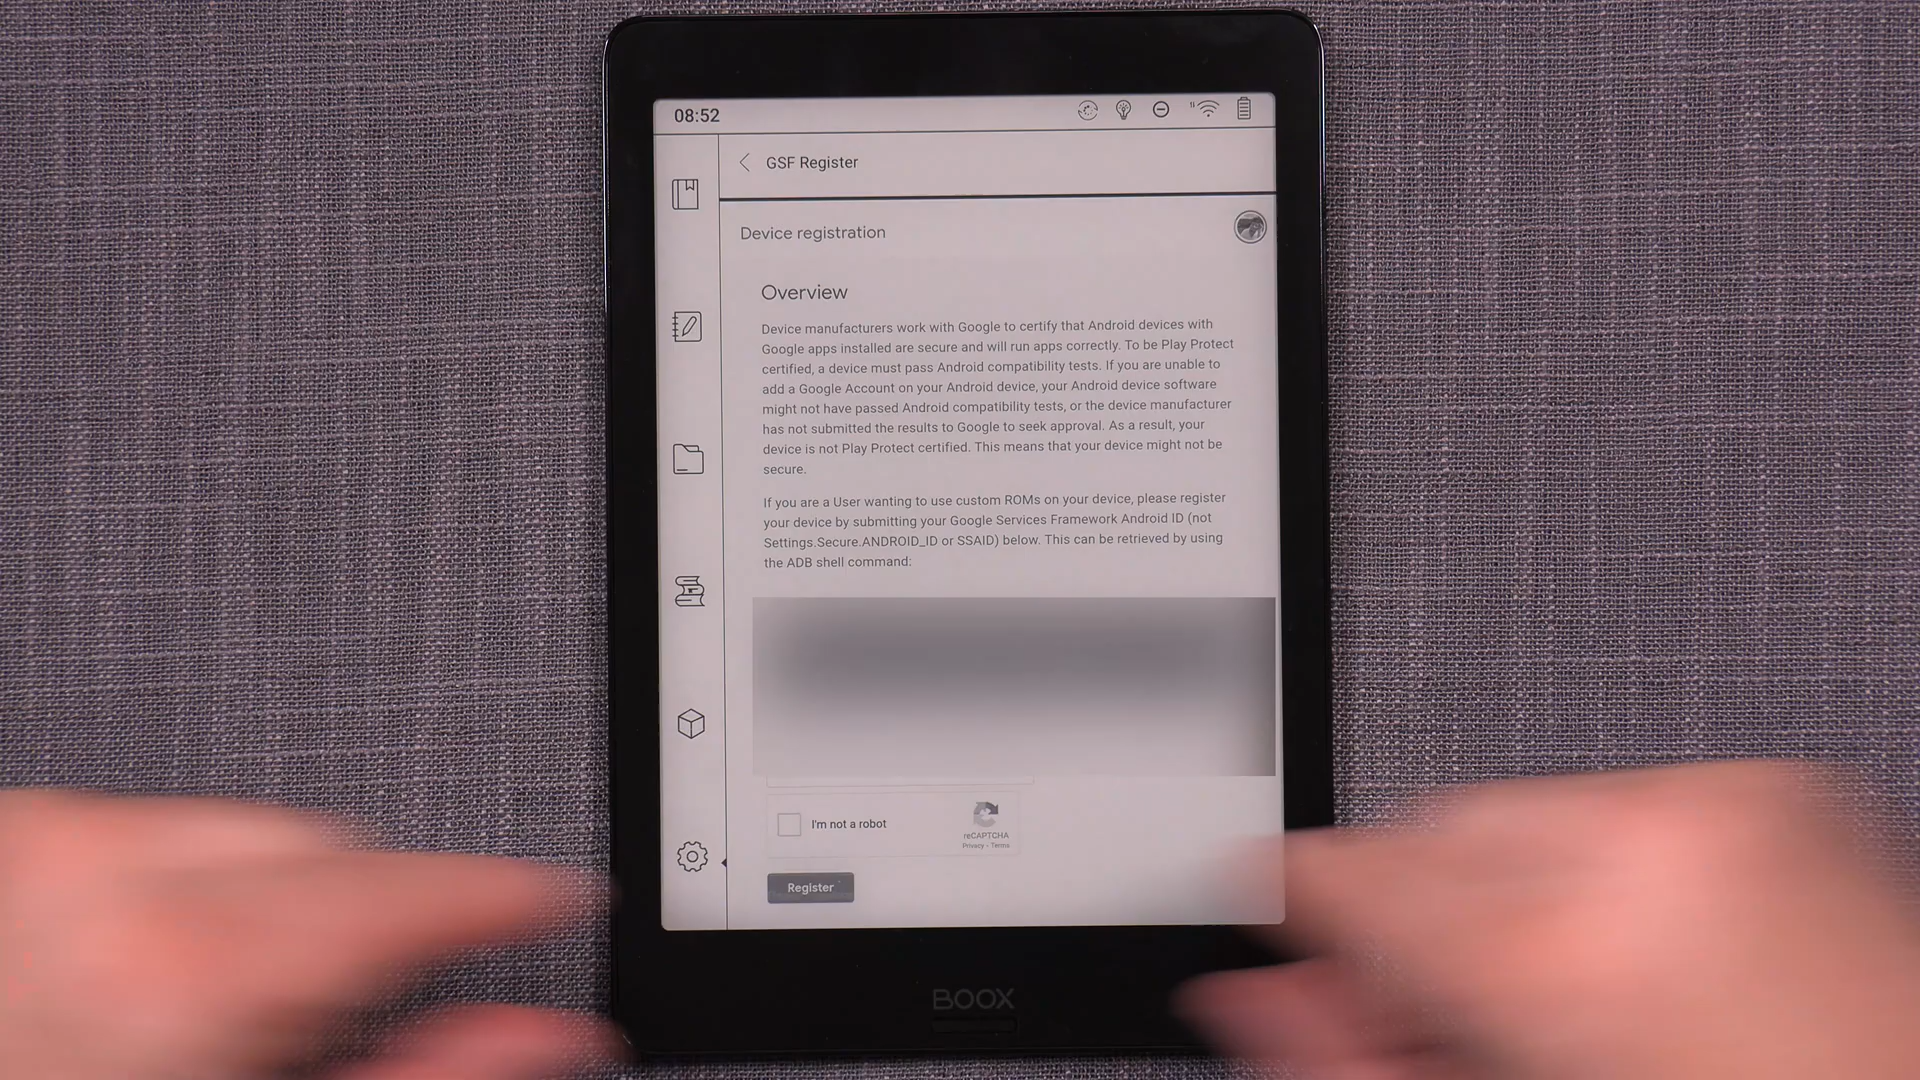 08:52
GSF Register
Device registration
Overview
Device manufacturers work with Google to certify that Android devices with
Google apps installed are secure and will run apps correctly. To be Play Protect
certified, a device must pass Android compatibility tests. If you are unable to
add a Google Account on your Android device, your Android device software
might not have passed Android compatibility tests, or the device manufacturer
has not submitted the results to Google to seek approval. As a result, your
device is not Play Protect certified. This means that your device might not be
secure.
If you are a User wanting to use custom ROMs on your device, please register
your device by submitting your Google Services Framework Android ID (not
Settings.Secure.ANDROID_ID or SSAID) below. This can be retrieved by using
the ADB shell command:
I'm not a robot
reCAPTCHA
Privacy - Terms
Register
BOOX